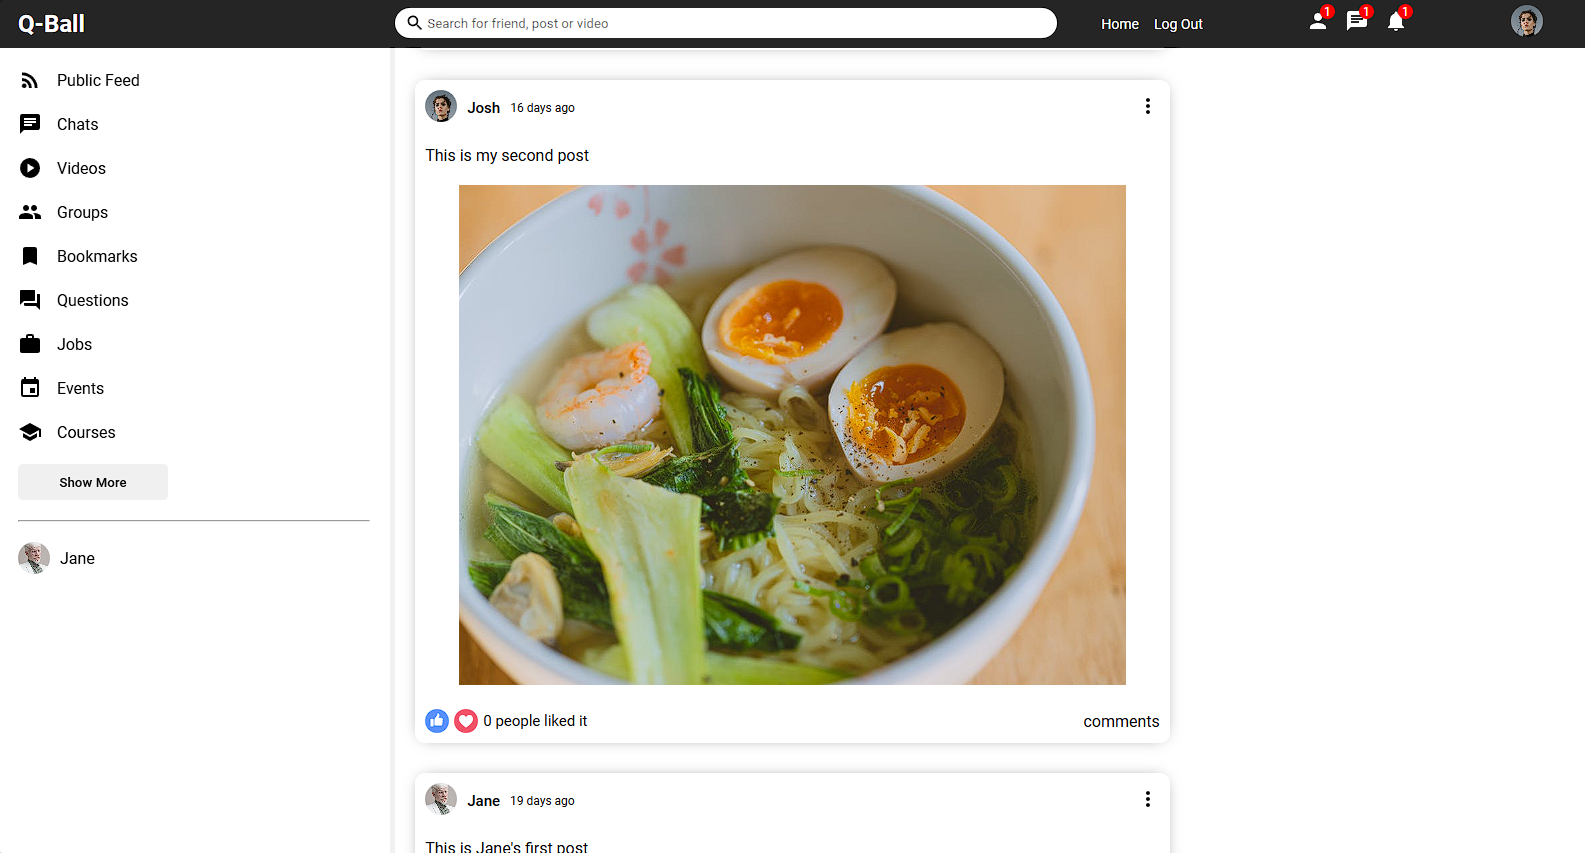 Q-Ball
Search for friend, post or video
Home
Log Out
1
1
1
Public Feed
Chats
Videos
Groups
Bookmarks
Questions
Jobs
Events
Courses
Show More
Jane
Josh 16 days ago
This is my second post
0 people liked it
comments
Jane 19 days ago
This is Jane's first post